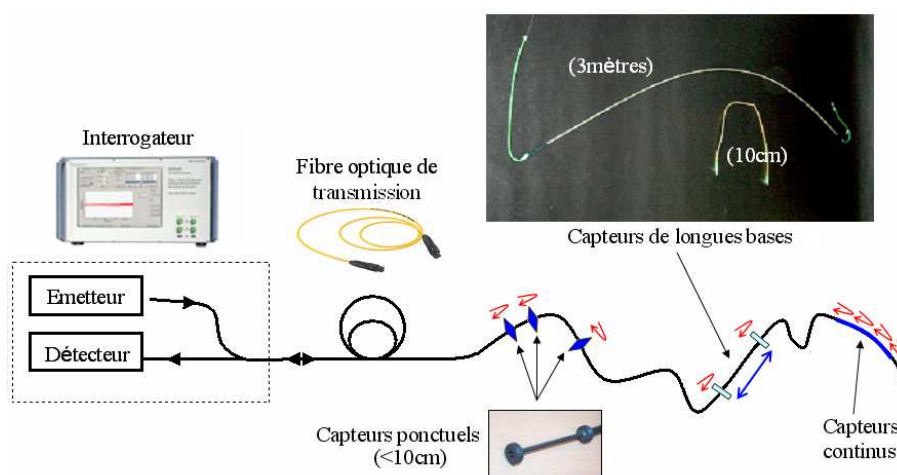 (3mètres)
(10cm)
Interrogateur
Fibre optique de
transmission
Capteurs de longues bases
Emetteur
Détecteur
Capteurs ponctuels
(<10cm)
Capteurs
continus